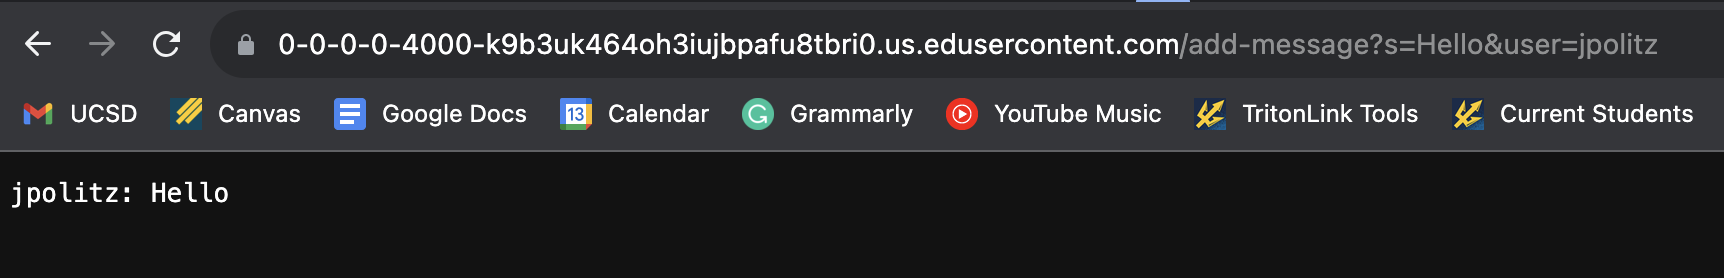 0-0-0-0-4000-k9b3uk464oh3iujbpafu8tbri0.us.edusercontent.com/add-message?s=Hello&user=jpolitz
UCSD Canvas Google Docs 13 Calendar Grammarly YouTube Music TritonLink Tools Current Students
jpolitz: Hello